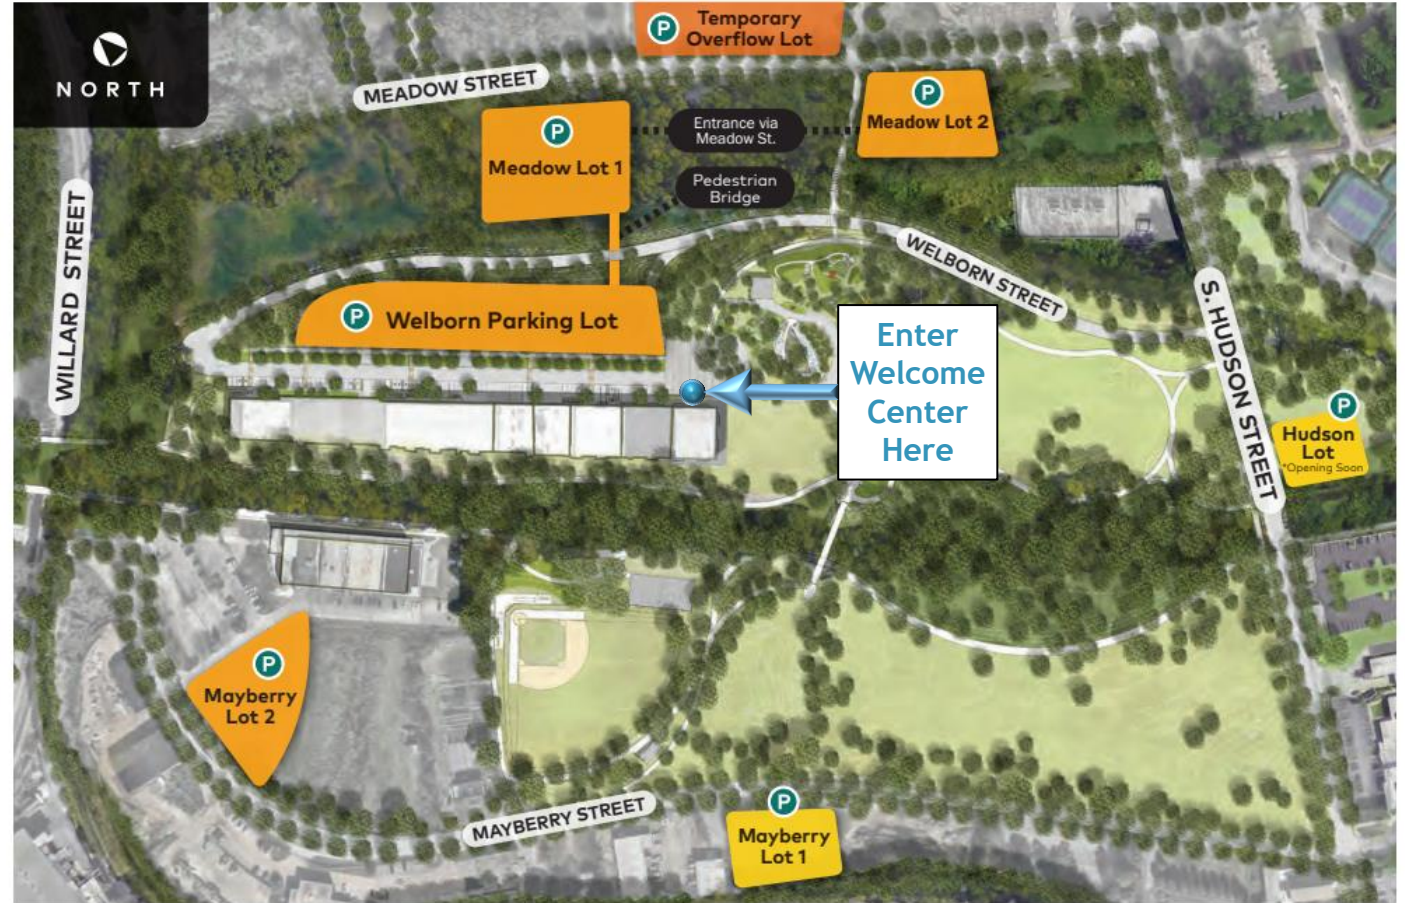 NORTH
P
Temporary
Overflow Lot
MEADOW STREET
P
Meadow Lot 1
Entrance via
Meadow St.
P
Meadow Lot 2
Pedestrian
Bridge
WILLARD STREET
WELBORN STREET
P
Welborn Parking Lot
S. HUDSON STREET
Enter
Welcome
Center
Here
P
Hudson
Lot
*Opening Soon
P
Mayberry
Lot 2
MAYBERRY STREET
P
Mayberry
Lot 1